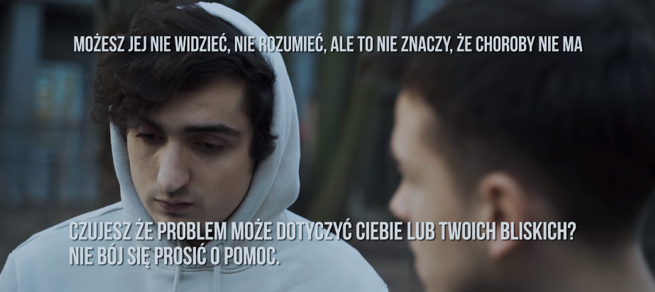 MOŻESZ JEJ NIE WIDZIEĆ, NIE ROZUMIEĆ, ALE TO NIE ZNACZY, ŻE CHOROBY NIE MA
CZUJESZ ŻE PROBLEM MOŻE DOTYCZYĆ CIEBIE LUB TWOICH BLISKICH?
NIE BÓJ SIĘ PROSIĆ O POMOC.